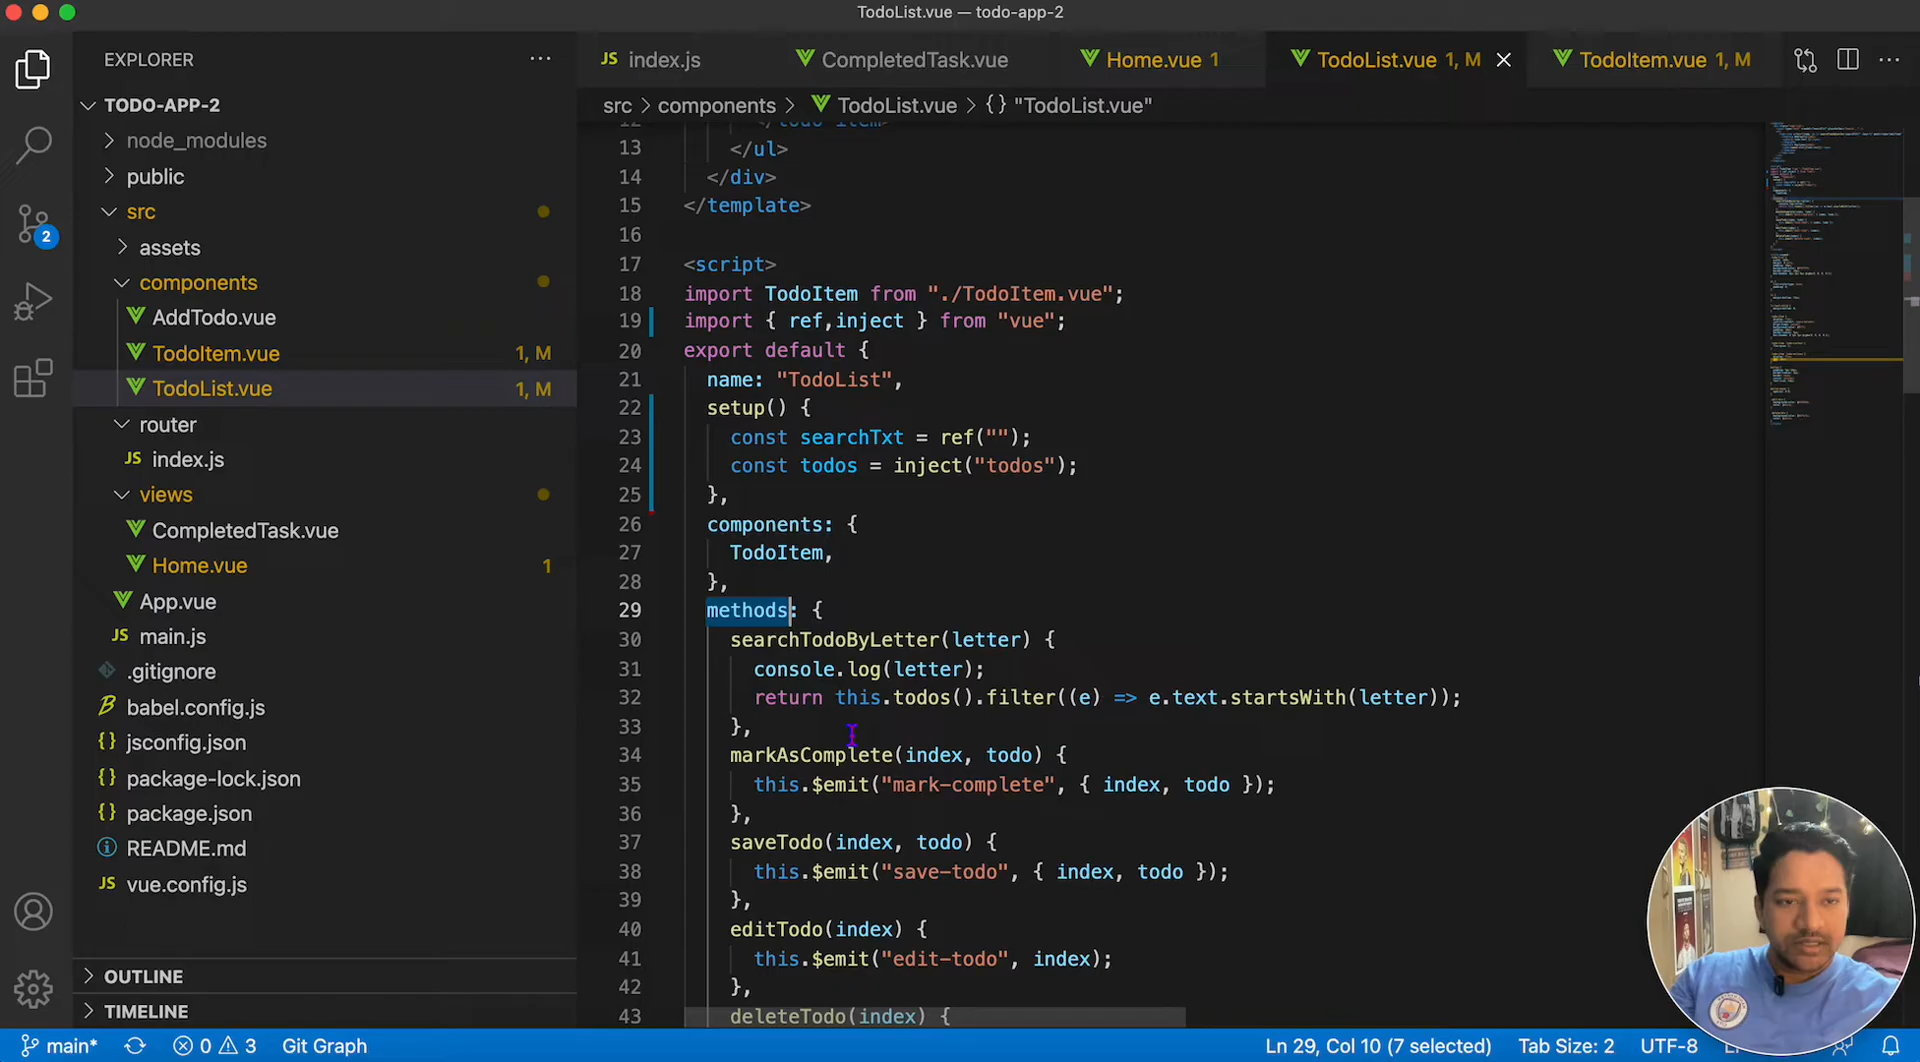 TodoList.vue — todo-app-2
EXPLORER
TODO-APP-2
node_modules
public
src
assets
components
AddTodo.vue
TodoItem.vue 1, M
TodoList.vue 1, M
router
JS index.js
views
CompletedTask.vue
Home.vue 1
App.vue
JS main.js
.gitignore
babel.config.js
{} jsconfig.json
{} package-lock.json
{} package.json
README.md
JS vue.config.js
OUTLINE
TIMELINE
2
JS index.js CompletedTask.vue Home.vue 1 TodoList.vue 1, M TodoItem.vue 1, M
src > components > TodoList.vue > {} "TodoList.vue"
12 </todo-item>
13 </ul>
14 </div>
15 </template>
16
17 <script>
18 import TodoItem from "./TodoItem.vue";
19 import { ref,inject } from "vue";
20 export default {
21 name: "TodoList",
22 setup() {
23 const searchTxt = ref("");
24 const todos = inject("todos");
25 },
26 components: {
27 TodoItem,
28 },
29 methods: {
30 searchTodoByLetter(letter) {
31 console.log(letter);
32 return this.todos().filter((e) => e.text.startsWith(letter));
33 },
34 markAsComplete(index, todo) {
35 this.$emit("mark-complete", { index, todo });
36 },
37 saveTodo(index, todo) {
38 this.$emit("save-todo", { index, todo });
39 },
40 editTodo(index) {
41 this.$emit("edit-todo", index);
42 },
43 deleteTodo(index) {
main* 0 3 Git Graph Ln 29, Col 10 (7 selected) Tab Size: 2 UTF-8